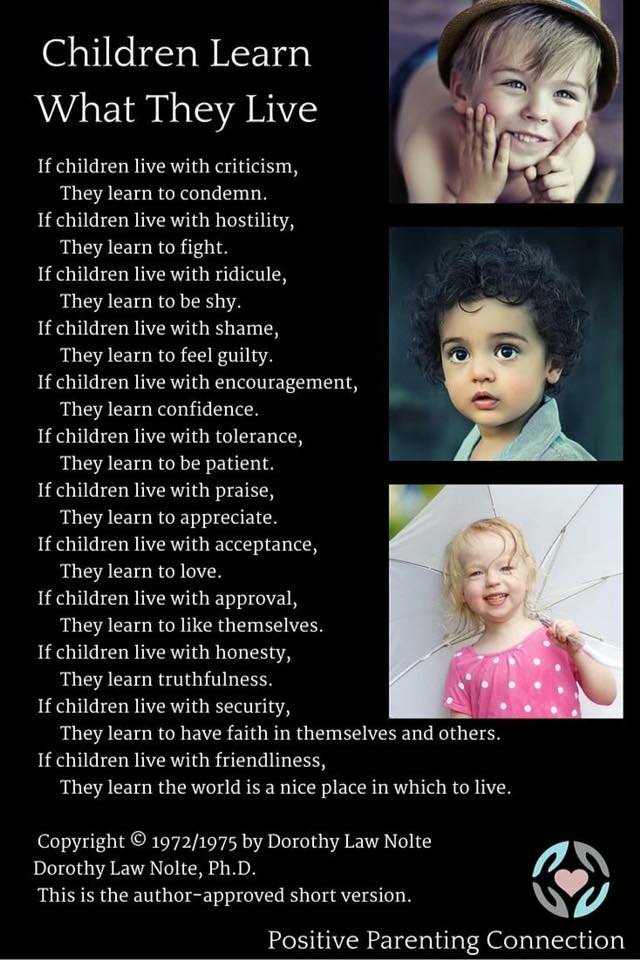 Children Learn
What They Live
If children live with criticism,
They learn to condemn.
If children live with hostility,
They learn to fight.
If children live with ridicule,
They learn to be shy.
If children live with shame,
They learn to feel guilty.
If children live with encouragement,
They learn confidence.
If children live with tolerance,
They learn to be patient.
If children live with praise,
They learn to appreciate.
If children live with acceptance,
They learn to love.
If children live with approval,
They learn to like themselves.
If children live with honesty,
They learn truthfulness.
If children live with security,
They learn to have faith in themselves and others.
If children live with friendliness,
They learn the world is a nice place in which to live.
Copyright © 1972/1975 by Dorothy Law Nolte
Dorothy Law Nolte, Ph.D.
This is the author-approved short version.
Positive Parenting Connection